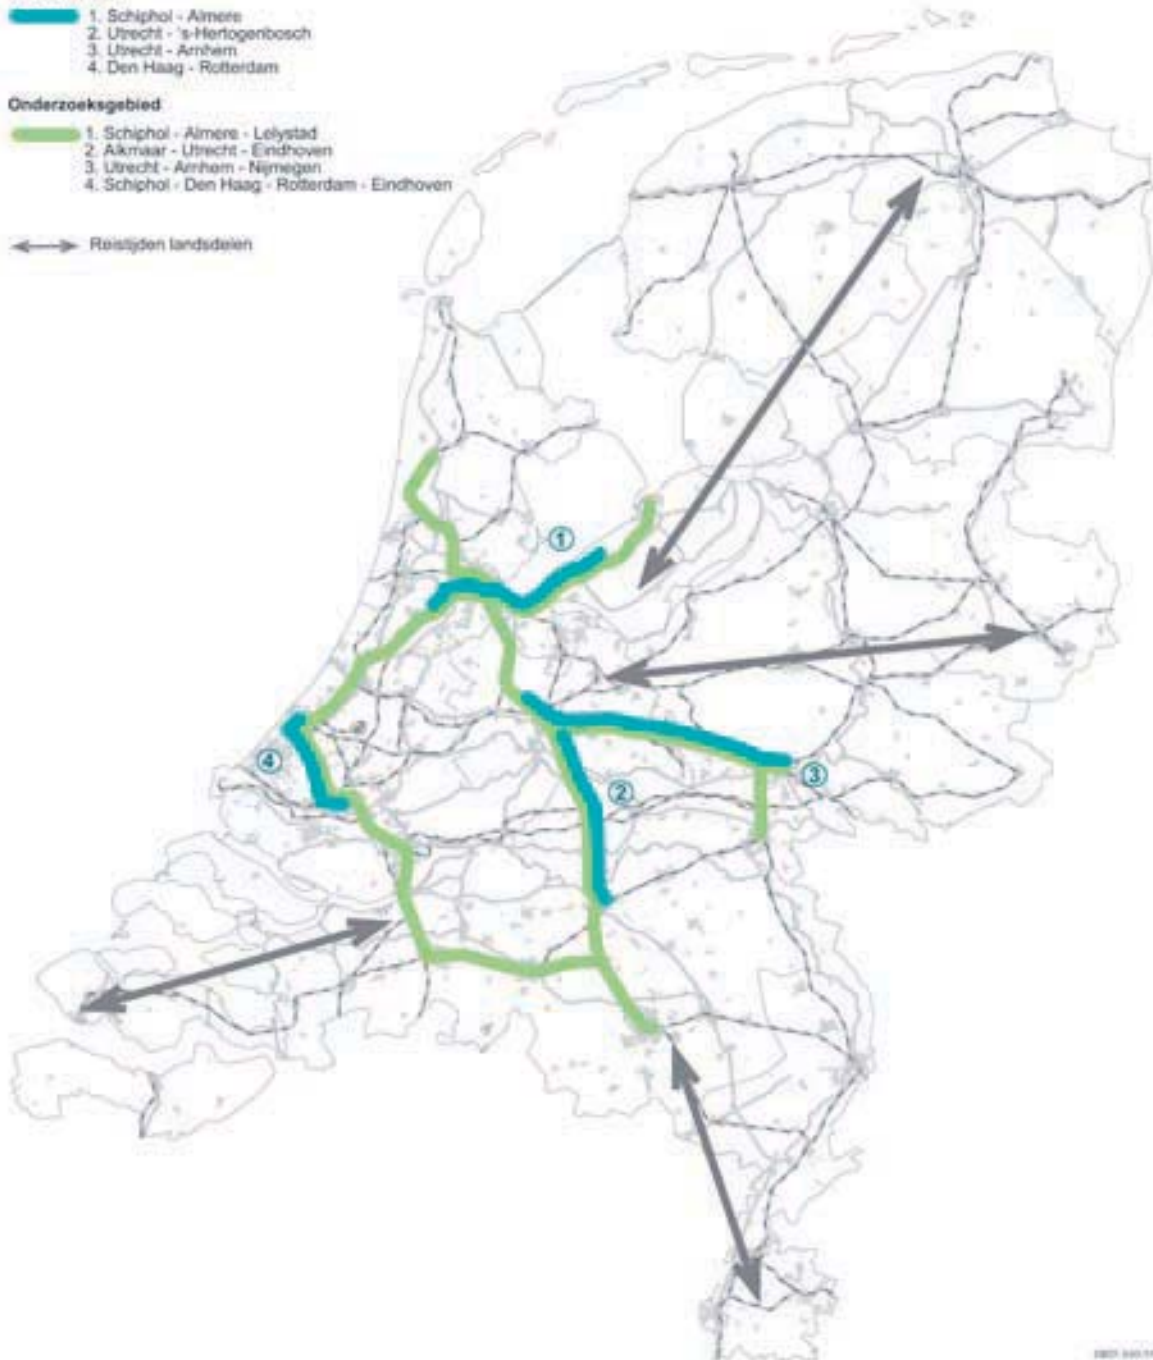 1. Schiphol - Almere
2. Utrecht - 's-Hertogenbosch
3. Utrecht - Arnhem
4. Den Haag - Rotterdam
Onderzoeksgebied
1. Schiphol - Almere - Lelystad
2. Alkmaar - Utrecht - Eindhoven
3. Utrecht - Arnhem - Nijmegen
4. Schiphol - Den Haag - Rotterdam - Eindhoven
Reistijden landsdelen
1
4
2
3